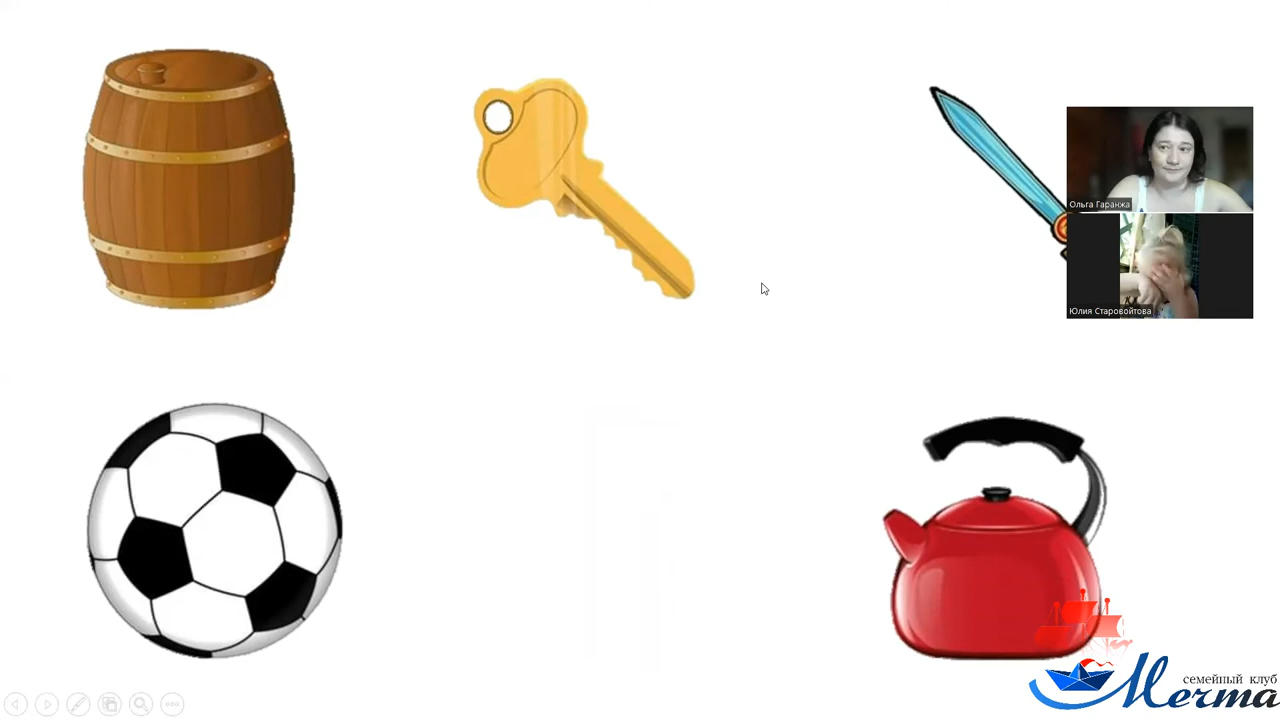 Ольга Гаранжа
Юлия Старовойтова
семейный клуб
Мечта